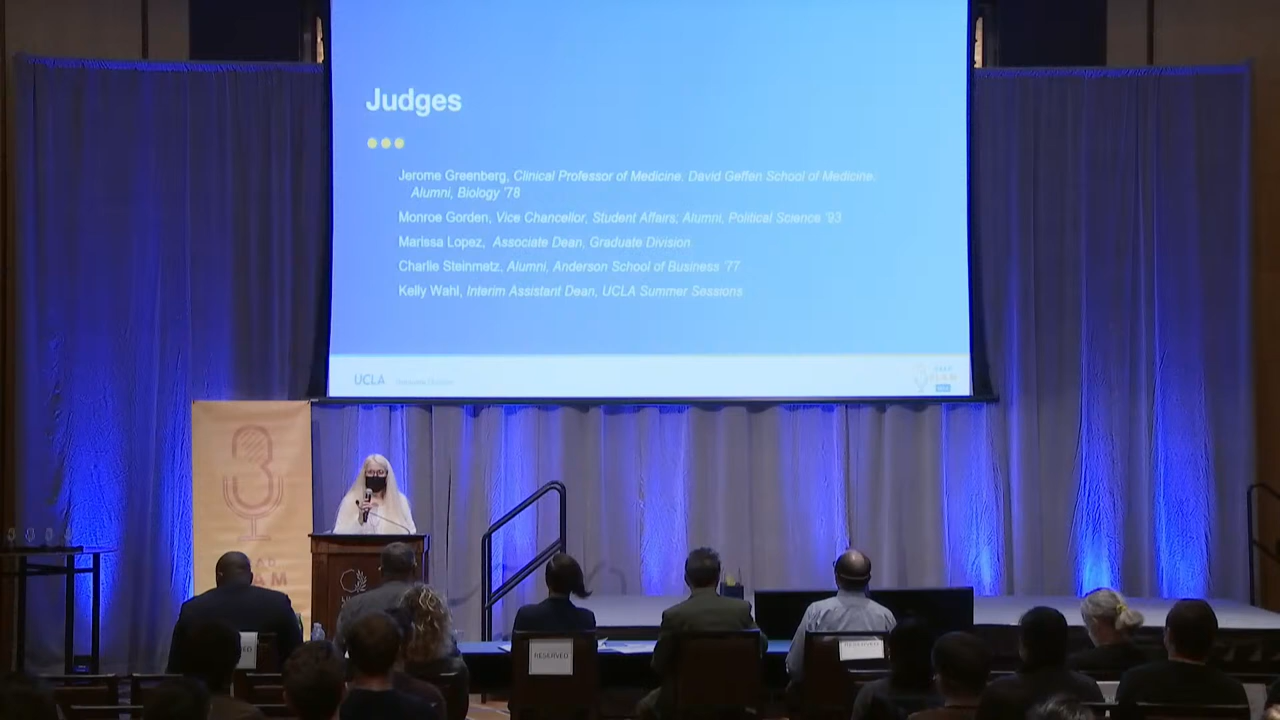 Judges
Jerome Greenberg, Clinical Professor of Medicine, David Geffen School of Medicine,
Alumni, Biology '78
Monroe Gorden, Vice Chancellor, Student Affairs; Alumni, Political Science '93
Marissa Lopez, Associate Dean, Graduate Division
Charlie Steinmetz, Alumni, Anderson School of Business '77
Kelly Wahl, Interim Assistant Dean, UCLA Summer Sessions
UCLA Graduate Division
RESERVED
RESERVED